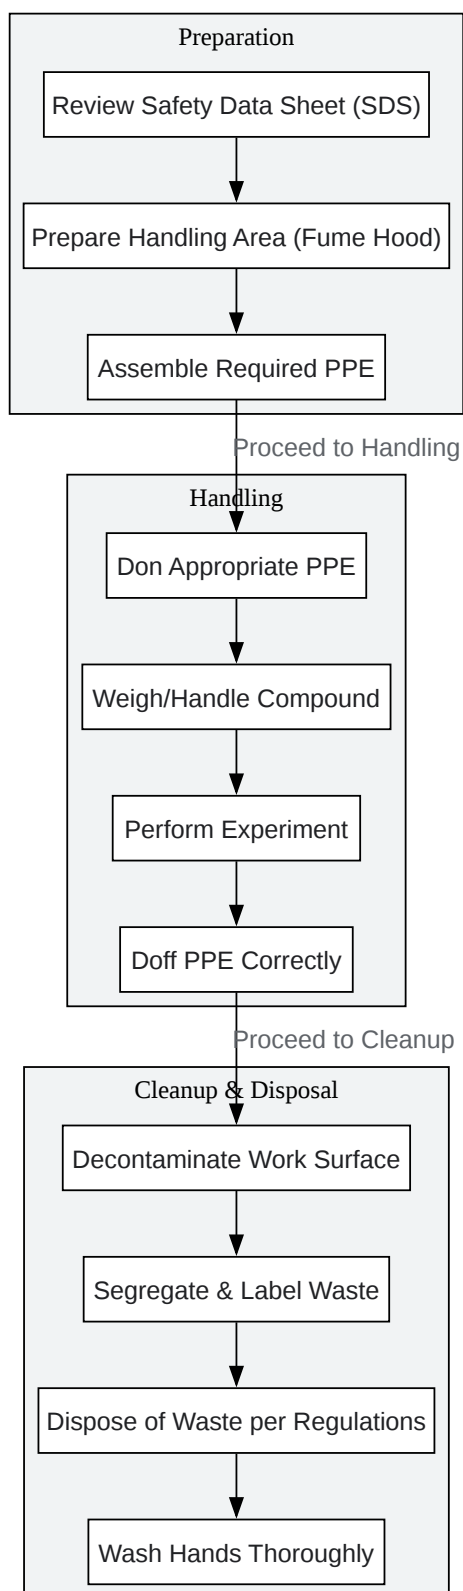 Preparation
Review Safety Data Sheet (SDS)
Prepare Handling Area (Fume Hood)
Assemble Required PPE
Proceed to Handling
Handling
Don Appropriate PPE
Weigh/Handle Compound
Perform Experiment
Doff PPE Correctly
Proceed to Cleanup
Cleanup & Disposal
Decontaminate Work Surface
Segregate & Label Waste
Dispose of Waste per Regulations
Wash Hands Thoroughly